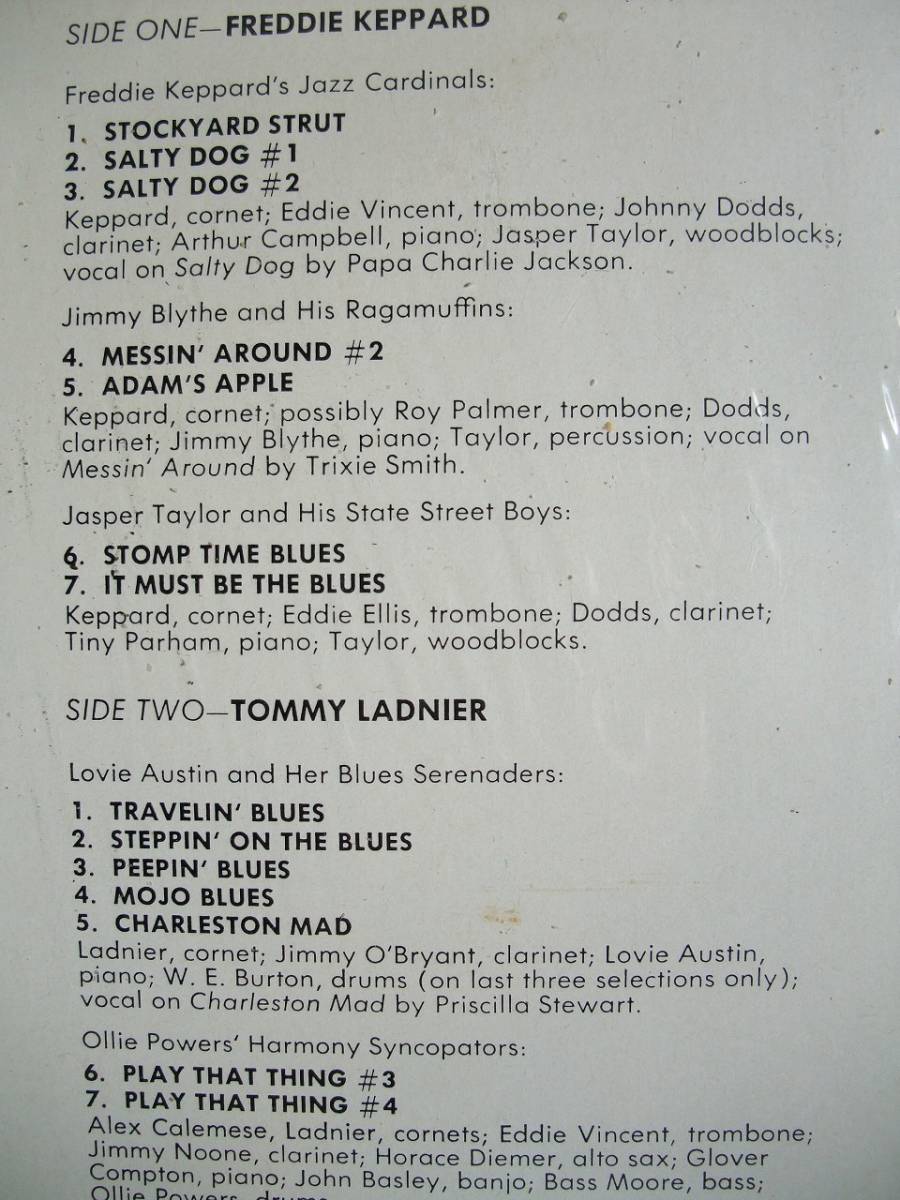 SIDE ONE—FREDDIE KEPPARD
Freddie Keppard's Jazz Cardinals:
1. STOCKYARD STRUT
2. SALTY DOG #1
3. SALTY DOG #2
Keppard, cornet; Eddie Vincent, trombone; Johnny Dodds,
clarinet; Arthur Campbell, piano; Jasper Taylor, woodblocks;
vocal on Salty Dog by Papa Charlie Jackson.
Jimmy Blythe and His Ragamuffins:
4. MESSIN' AROUND #2
5. ADAM'S APPLE
Keppard, cornet; possibly Roy Palmer, trombone; Dodds,
clarinet; Jimmy Blythe, piano; Taylor, percussion; vocal on
Messin' Around by Trixie Smith.
Jasper Taylor and His State Street Boys:
6. STOMP TIME BLUES
7. IT MUST BE THE BLUES
Keppard, cornet; Eddie Ellis, trombone; Dodds, clarinet;
Tiny Parham, piano; Taylor, woodblocks.
SIDE TWO—TOMMY LADNIER
Lovie Austin and Her Blues Serenaders:
1. TRAVELIN' BLUES
2. STEPPIN' ON THE BLUES
3. PEEPIN' BLUES
4. MOJO BLUES
5. CHARLESTON MAD
Ladnier, cornet; Jimmy O'Bryant, clarinet; Lovie Austin,
piano; W. E. Burton, drums (on last three selections only);
vocal on Charleston Mad by Priscilla Stewart.
Ollie Powers' Harmony Syncopators:
6. PLAY THAT THING #3
7. PLAY THAT THING #4
Alex Calemese, Ladnier, cornets; Eddie Vincent, trombone;
Jimmy Noone, clarinet; Horace Diemer, alto sax; Glover
Compton, piano; John Basley, banjo; Bass Moore, bass;
Ollie Powers, drums